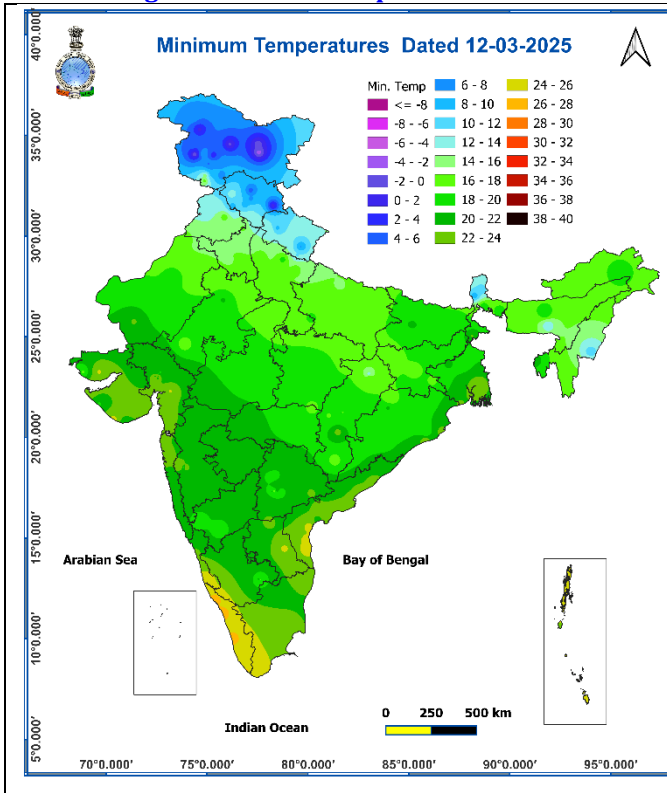 Minimum Temperatures Dated 12-03-2025
Min. Temp
<= -8
-8 - -6
-6 - -4
-4 - -2
-2 - 0
0 - 2
2 - 4
4 - 6
6 - 8
8 - 10
10 - 12
12 - 14
14 - 16
16 - 18
18 - 20
20 - 22
22 - 24
24 - 26
26 - 28
28 - 30
30 - 32
32 - 34
34 - 36
36 - 38
38 - 40
40°0.000'
35°0.000'
30°0.000'
25°0.000'
20°0.000'
15°0.000'
10°0.000'
5°0.000'
Arabian Sea
Bay of Bengal
Indian Ocean
0 250 500 km
70°0.000' 75°0.000' 80°0.000' 85°0.000' 90°0.000' 95°0.000'